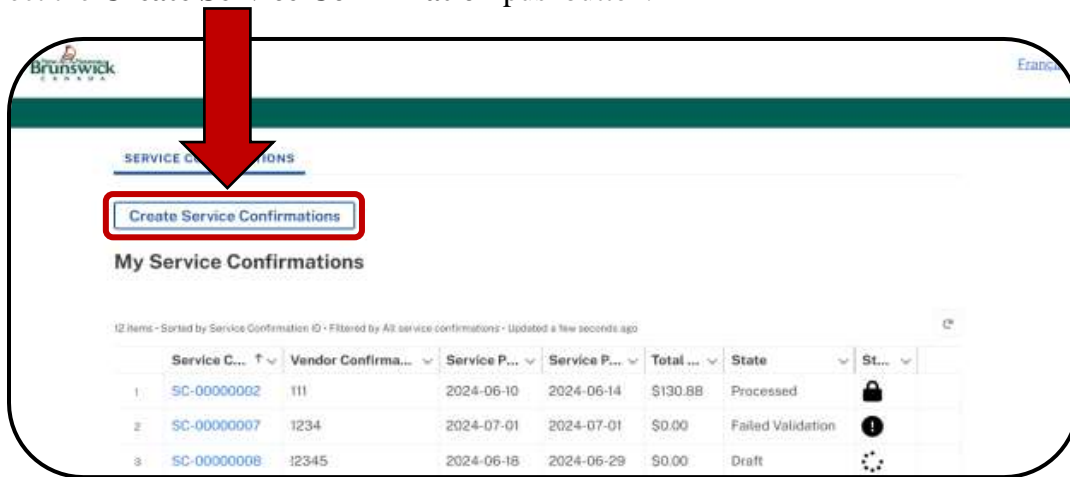 Brunswick
CANADA
SERVICE
Create Service Confirmations
My Service Confirmations
12 items • Sorted by Service Confirmation ID • Filtered by All service confirmations • Updated a few seconds ago
Service C... Vendor Confirma... Service P... Service P... Total ... State St...
1 SC-00000002 111 2024-06-10 2024-06-14 $130.88 Processed
2 SC-00000007 1234 2024-07-01 2024-07-01 $0.00 Failed Validation
3 SC-00000008 12345 2024-06-18 2024-06-29 $0.00 Draft